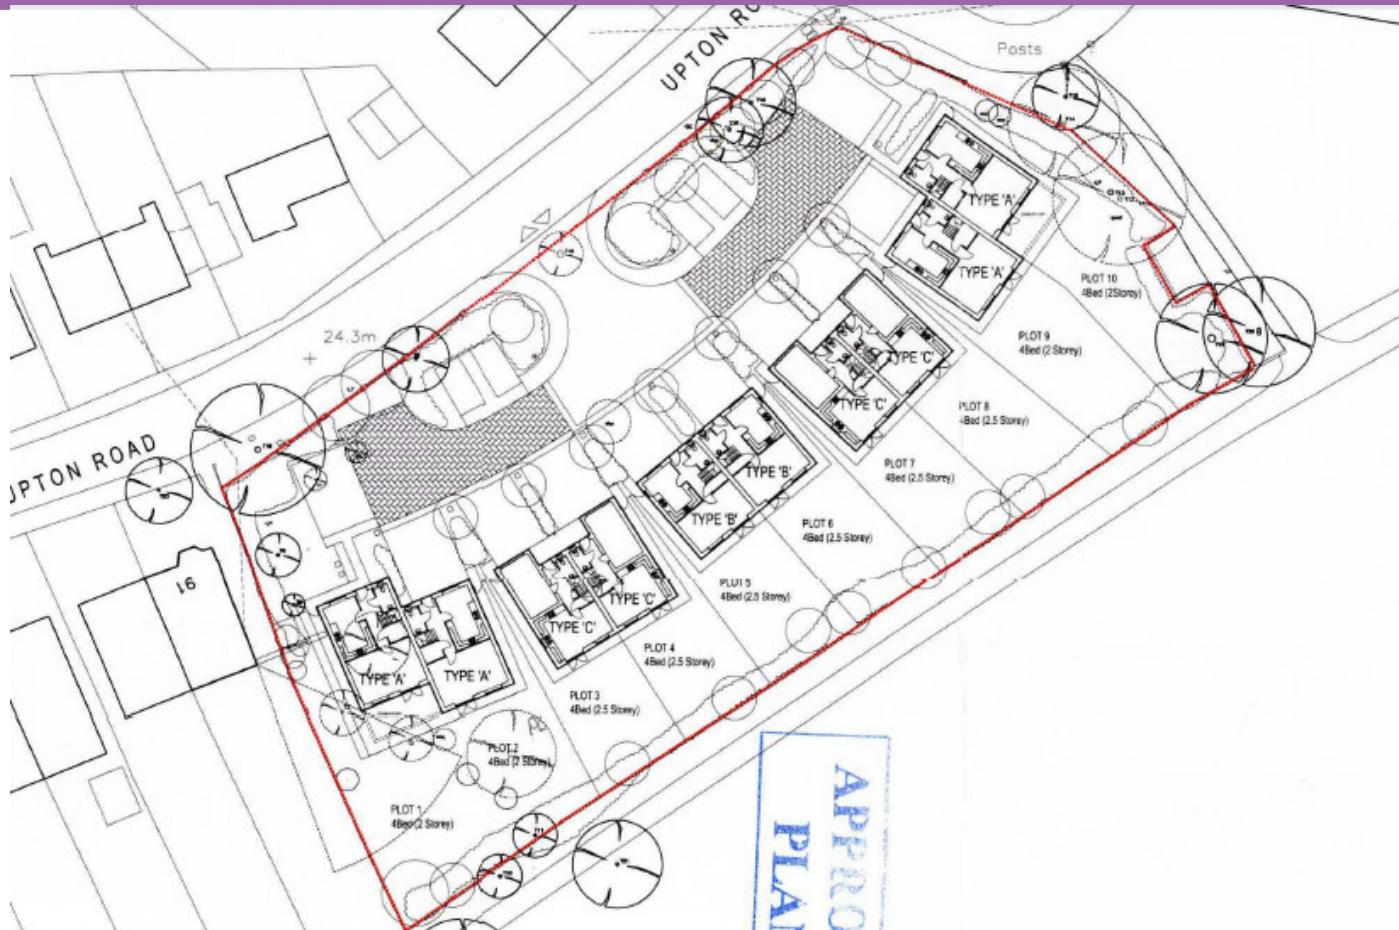 UPTON RO
Posts
TYPE 'A'
TYPE 'A'
PLOT 10
4Bed (2Storey)
PLOT 9
4Bed (2 Storey)
24.3m
TYPE 'C'
TYPE 'C'
PLOT 8
4Bed (2.5 Storey)
UPTON ROAD
TYPE 'B'
TYPE 'B'
PLOT 7
4Bed (2.5 Storey)
PLOT 6
4Bed (2.5 Storey)
91
PLOT 5
4Bed (2.5 Storey)
TYPE 'C'
TYPE 'C'
PLOT 4
4Bed (2.5 Storey)
TYPE 'A'
TYPE 'A'
PLOT 3
4Bed (2.5 Storey)
PLOT 2
4Bed (2 Storey)
PLOT 1
4Bed (2 Storey)
APPRO
PLAN